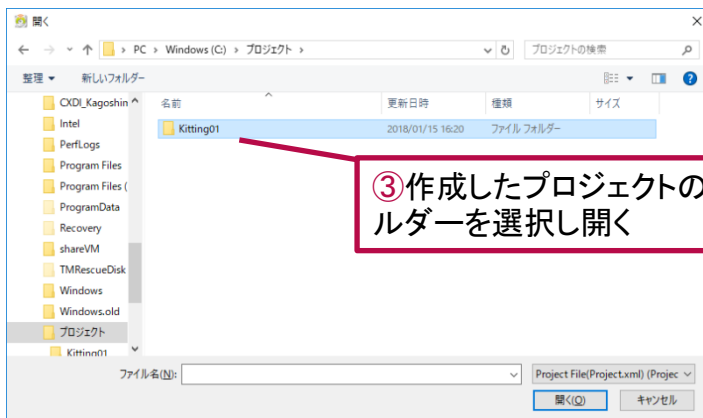 開く
PC › Windows (C:) › プロジェクト ›
プロジェクトの検索
整理 新しいフォルダー
名前 更新日時 種類 サイズ
Kitting01 2018/01/15 16:20 ファイル フォルダー
CXDI_Kagoshin
Intel
PerfLogs
Program Files
Program Files (
ProgramData
Recovery
shareVM
TMRescueDisk
Windows
Windows.old
プロジェクト
Kitting01
③作成したプロジェクトの
ルダーを選択し開く
ファイル名(N):
Project File(Project.xml) (Projec
開く(O) キャンセル